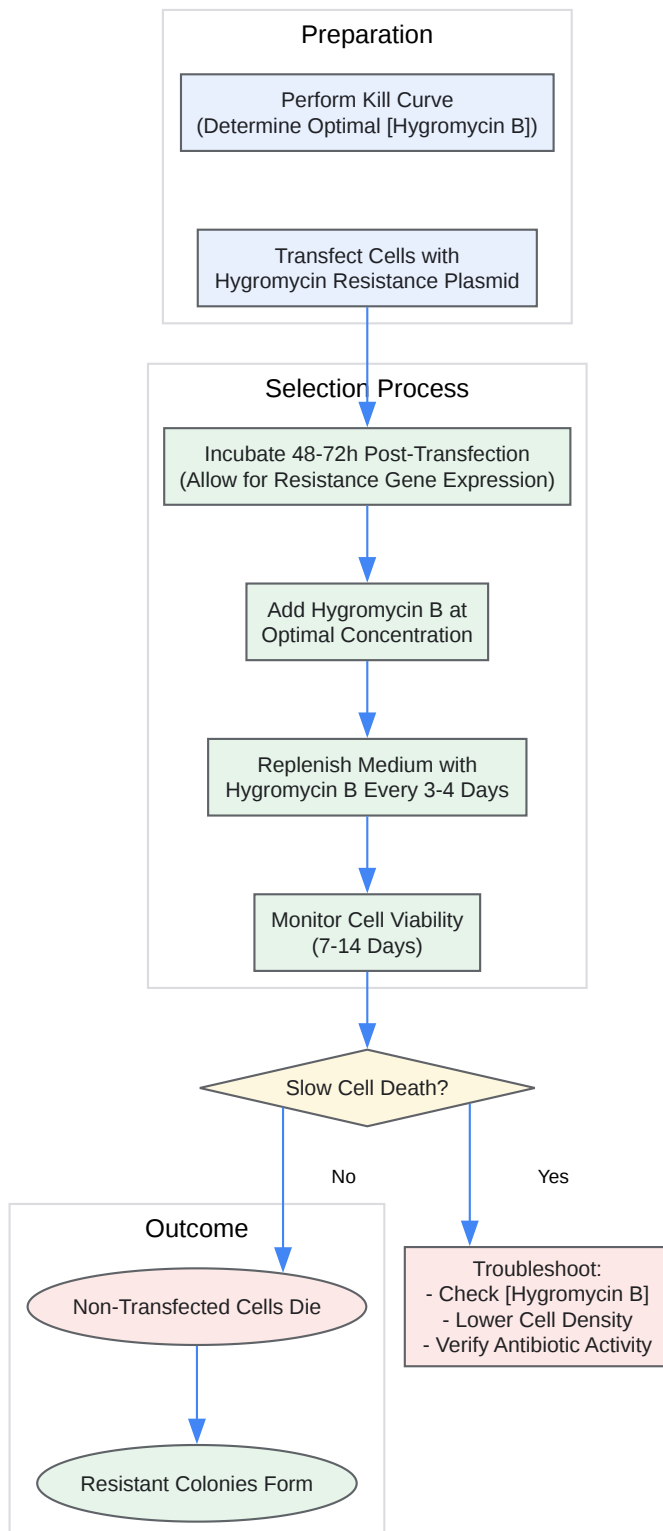 Preparation
Perform Kill Curve
(Determine Optimal [Hygromycin B])
Transfect Cells with
Hygromycin Resistance Plasmid
Selection Process
Incubate 48-72h Post-Transfection
(Allow for Resistance Gene Expression)
Add Hygromycin B at
Optimal Concentration
Replenish Medium with
Hygromycin B Every 3-4 Days
Monitor Cell Viability
(7-14 Days)
Slow Cell Death?
No
Yes
Outcome
Non-Transfected Cells Die
Resistant Colonies Form
Troubleshoot:
- Check [Hygromycin B]
- Lower Cell Density
- Verify Antibiotic Activity